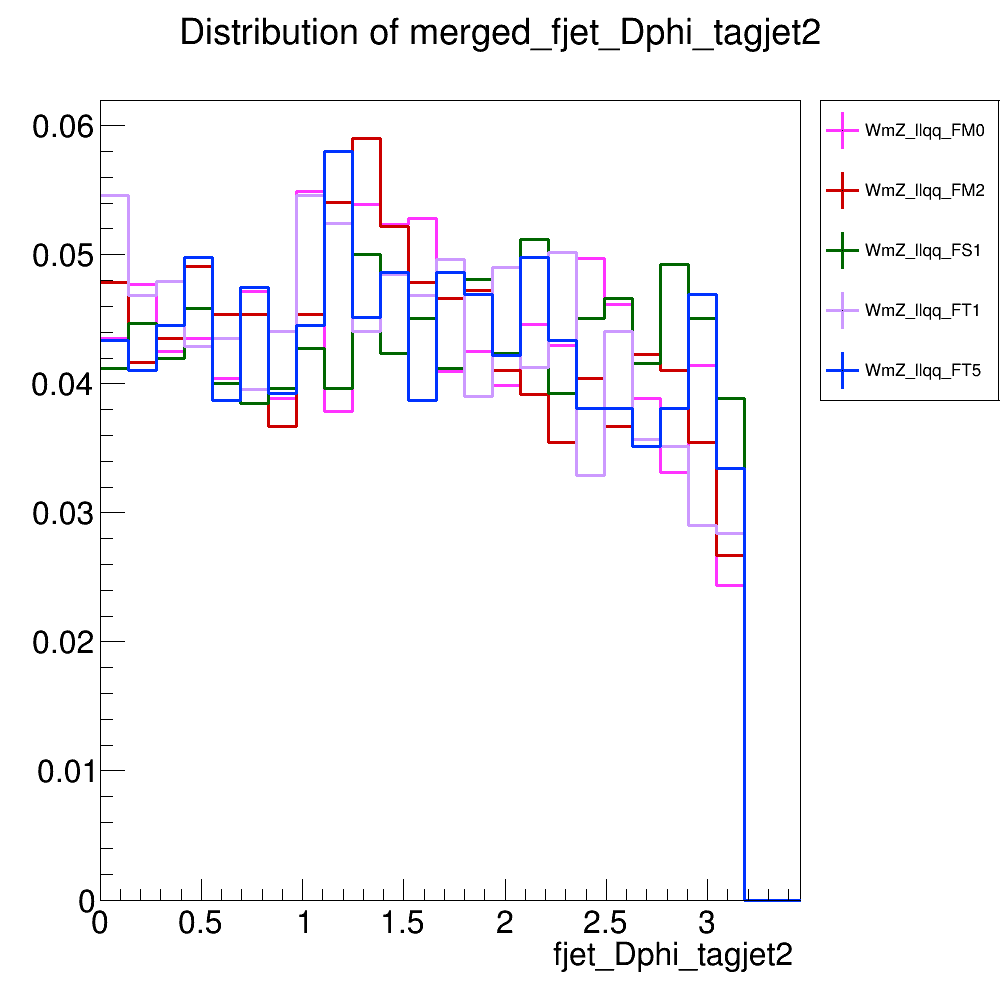 Distribution of merged_fjet_Dphi_tagjet2
0.06
0.05
0.04
0.03
0.02
0.01
0
0 0.5 1 1.5 2 2.5 3
fjet_Dphi_tagjet2
WmZ_llqq_FM0
WmZ_llqq_FM2
WmZ_llqq_FS1
WmZ_llqq_FT1
WmZ_llqq_FT5